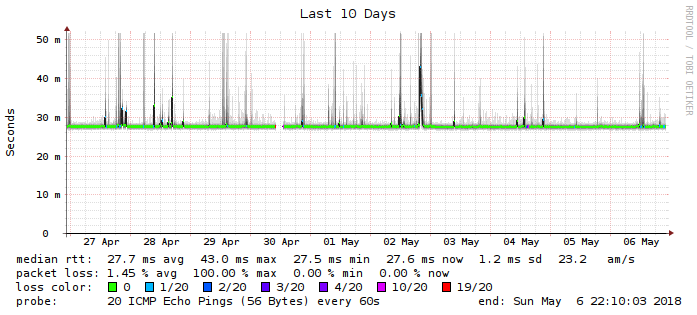 Last 10 Days
RRDTOOL / TOBI OETIKER
Seconds
50 m
40 m
30 m
20 m
10 m
0
27 Apr 28 Apr 29 Apr 30 Apr 01 May 02 May 03 May 04 May 05 May 06 May
median rtt: 27.7 ms avg 43.0 ms max 27.5 ms min 27.6 ms now 1.2 ms sd 23.2 am/s
packet loss: 1.45 % avg 100.00 % max 0.00 % min 0.00 % now
loss color: 0 1/20 2/20 3/20 4/20 10/20 19/20
probe: 20 ICMP Echo Pings (56 Bytes) every 60s end: Sun May 6 22:10:03 2018